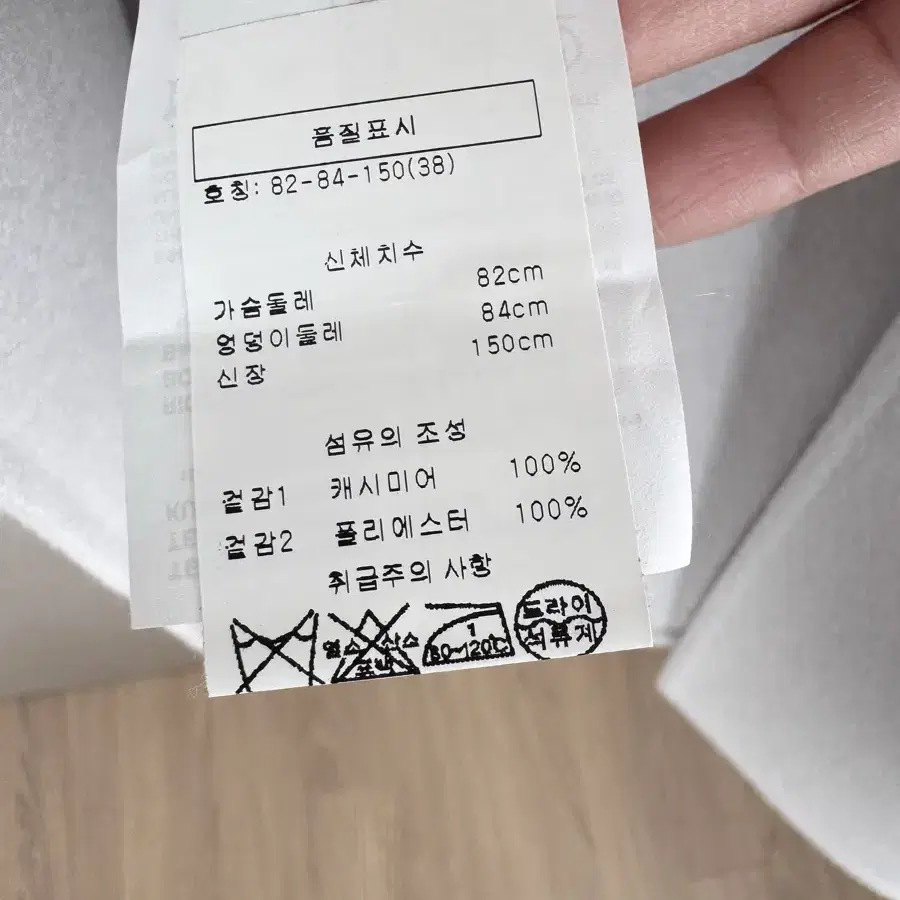 품질표시
호칭: 82-84-150(38)
신체치수
가슴둘레 82cm
엉덩이둘레 84cm
신장 150cm
섬유의 조성
겉감1 캐시미어 100%
겉감2 폴리에스터 100%
취급주의 사항
염소 산소 표백
1 80~120℃
드라이
석유제